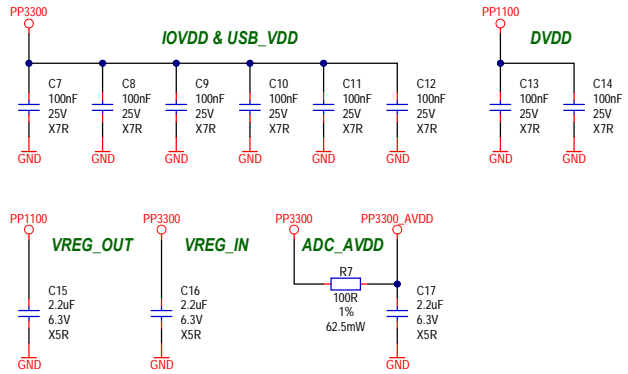 PP3300
IOVDD & USB_VDD
C7
100nF
25V
X7R
GND
C8
100nF
25V
X7R
GND
C9
100nF
25V
X7R
GND
C10
100nF
25V
X7R
GND
C11
100nF
25V
X7R
GND
C12
100nF
25V
X7R
GND
PP1100
DVDD
C13
100nF
25V
X7R
GND
C14
100nF
25V
X7R
GND
PP1100
VREG_OUT
C15
2.2uF
6.3V
X5R
GND
PP3300
VREG_IN
C16
2.2uF
6.3V
X5R
GND
PP3300
ADC_AVDD
PP3300_AVDD
R7
100R
1%
62.5mW
C17
2.2uF
6.3V
X5R
GND